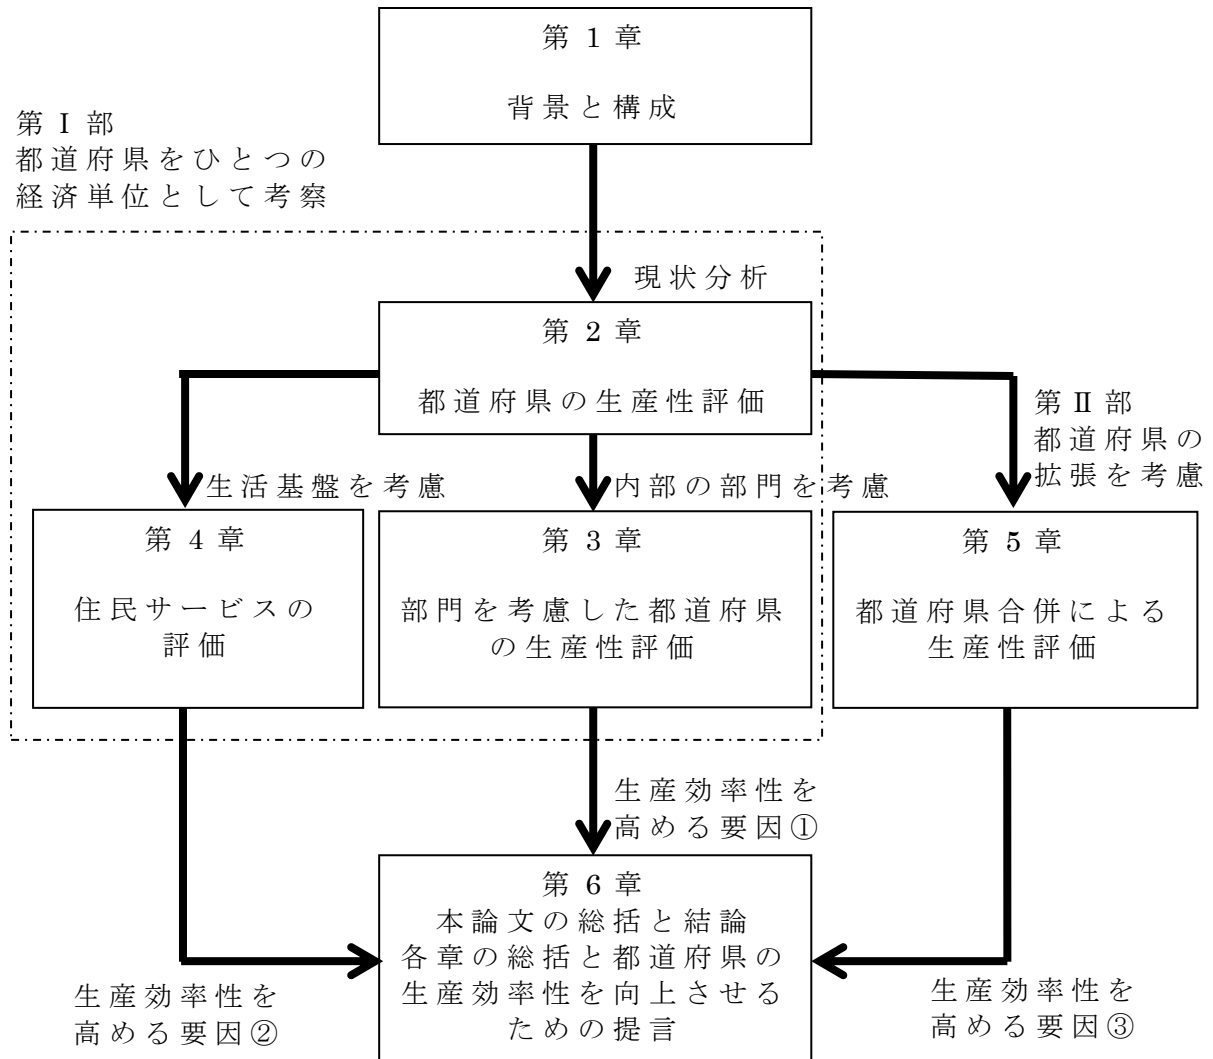 第1章
背景と構成
第Ⅰ部
都道府県をひとつの
経済単位として考察
現状分析
第2章
都道府県の生産性評価
第Ⅱ部
都道府県の
拡張を考慮
生活基盤を考慮
内部の部門を考慮
第4章
住民サービスの
評価
第3章
部門を考慮した都道府県
の生産性評価
第5章
都道府県合併による
生産性評価
生産効率性を
高める要因①
第6章
本論文の総括と結論
各章の総括と都道府県の
生産効率性を向上させる
ための提言
生産効率性を
高める要因②
生産効率性を
高める要因③